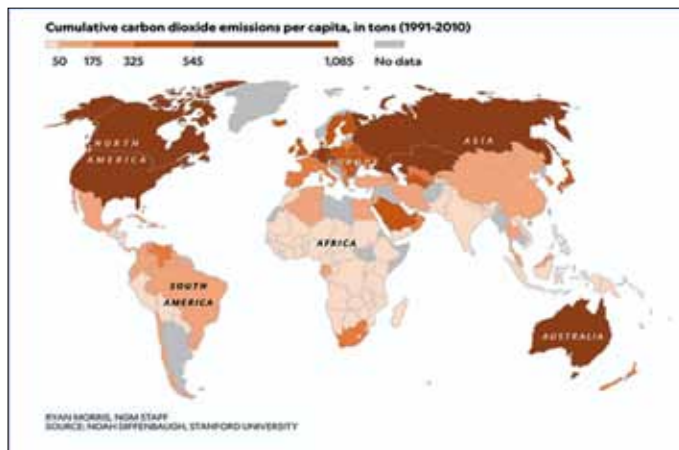 Cumulative carbon dioxide emissions per capita, in tons (1991-2010)
50 175 325 545 1,085 No data
NORTH AMERICA
ASIA
EUROPE
AFRICA
SOUTH AMERICA
AUSTRALIA
RYAN MORRIS, NGM STAFF
SOURCE: NOAH DIFFENBAUGH, STANFORD UNIVERSITY